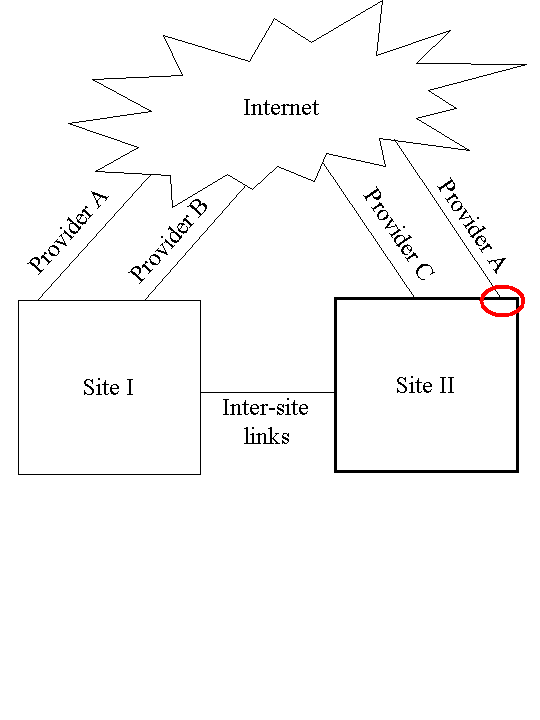 Internet
Provider A
Provider B
Provider C
Provider A
Site I
Site II
Inter-site
links